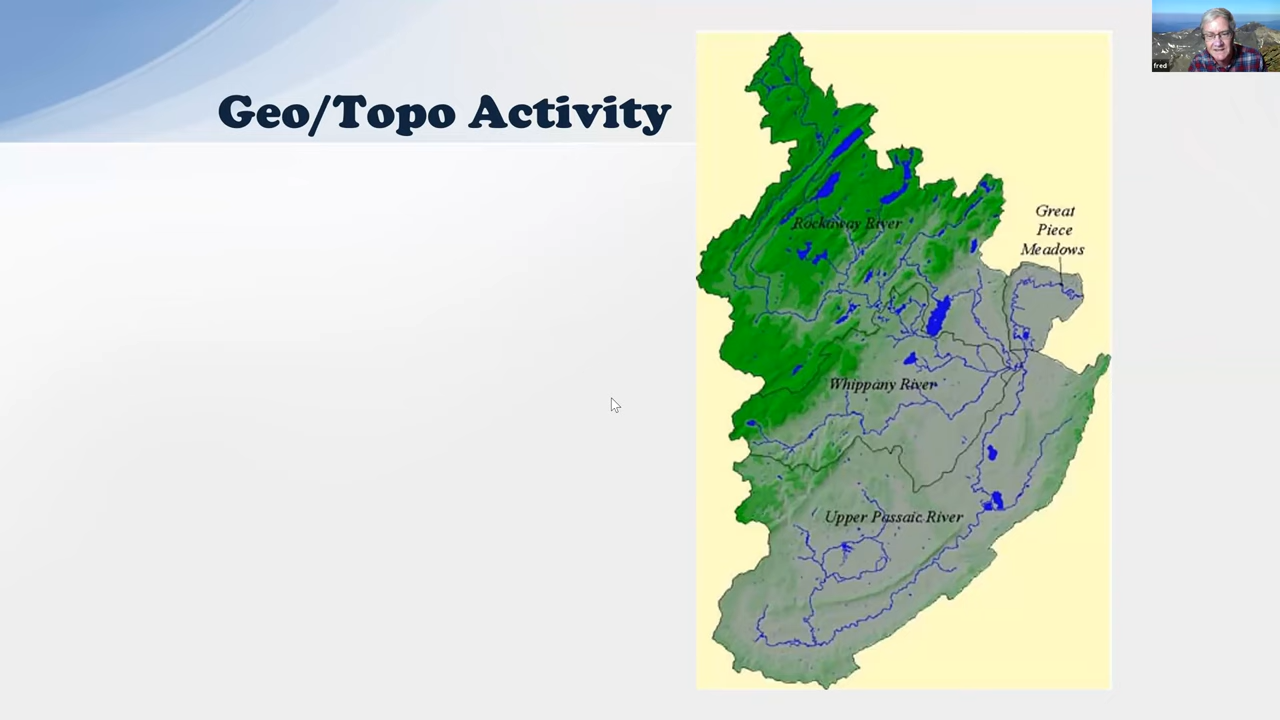 Geo/Topo Activity
Rockaway River
Great
Piece
Meadows
Whippany River
Upper Passaic River
fred